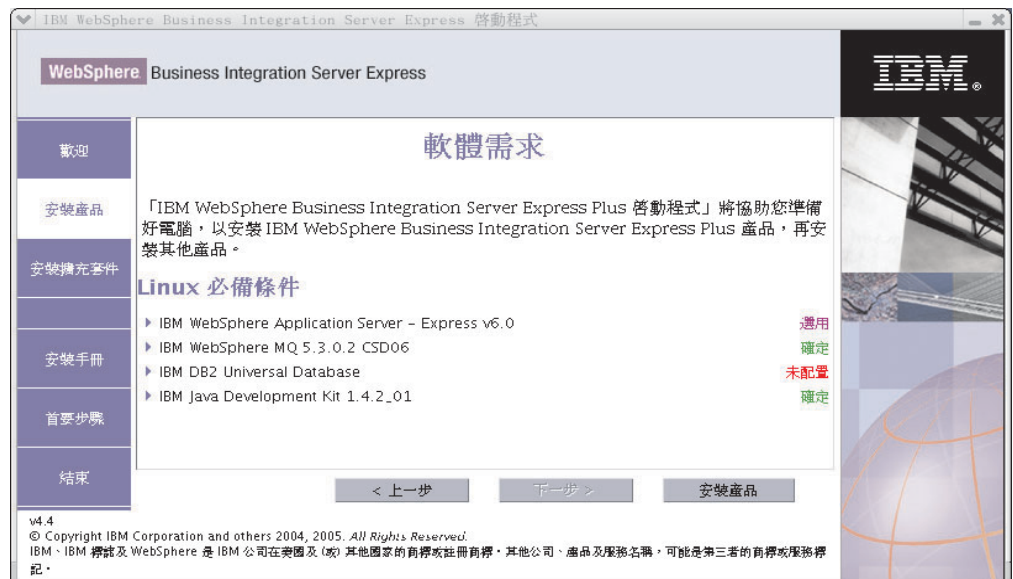 IBM WebSphere Business Integration Server Express 啓動程式
WebSphere. Business Integration Server Express
IBM®
歡迎
安裝產品
安裝擴充套件
安裝手冊
首要步驟
結束
軟體需求
「IBM WebSphere Business Integration Server Express Plus 啓動程式」將協助您準備
好電腦，以安裝 IBM WebSphere Business Integration Server Express Plus 產品，再安
裝其他產品。
Linux 必備條件
IBM WebSphere Application Server – Express v6.0 選用
IBM WebSphere MQ 5.3.0.2 CSD06 確定
IBM DB2 Universal Database 未配置
IBM Java Development Kit 1.4.2_01 確定
< 上一步 下一步 > 安裝產品
v4.4
© Copyright IBM Corporation and others 2004, 2005. All Rights Reserved.
IBM、IBM 標誌及 WebSphere 是 IBM 公司在美國及 (或) 其他國家的商標或註冊商標。其他公司、產品及服務名稱，可能是第三者的商標或服務標
記。